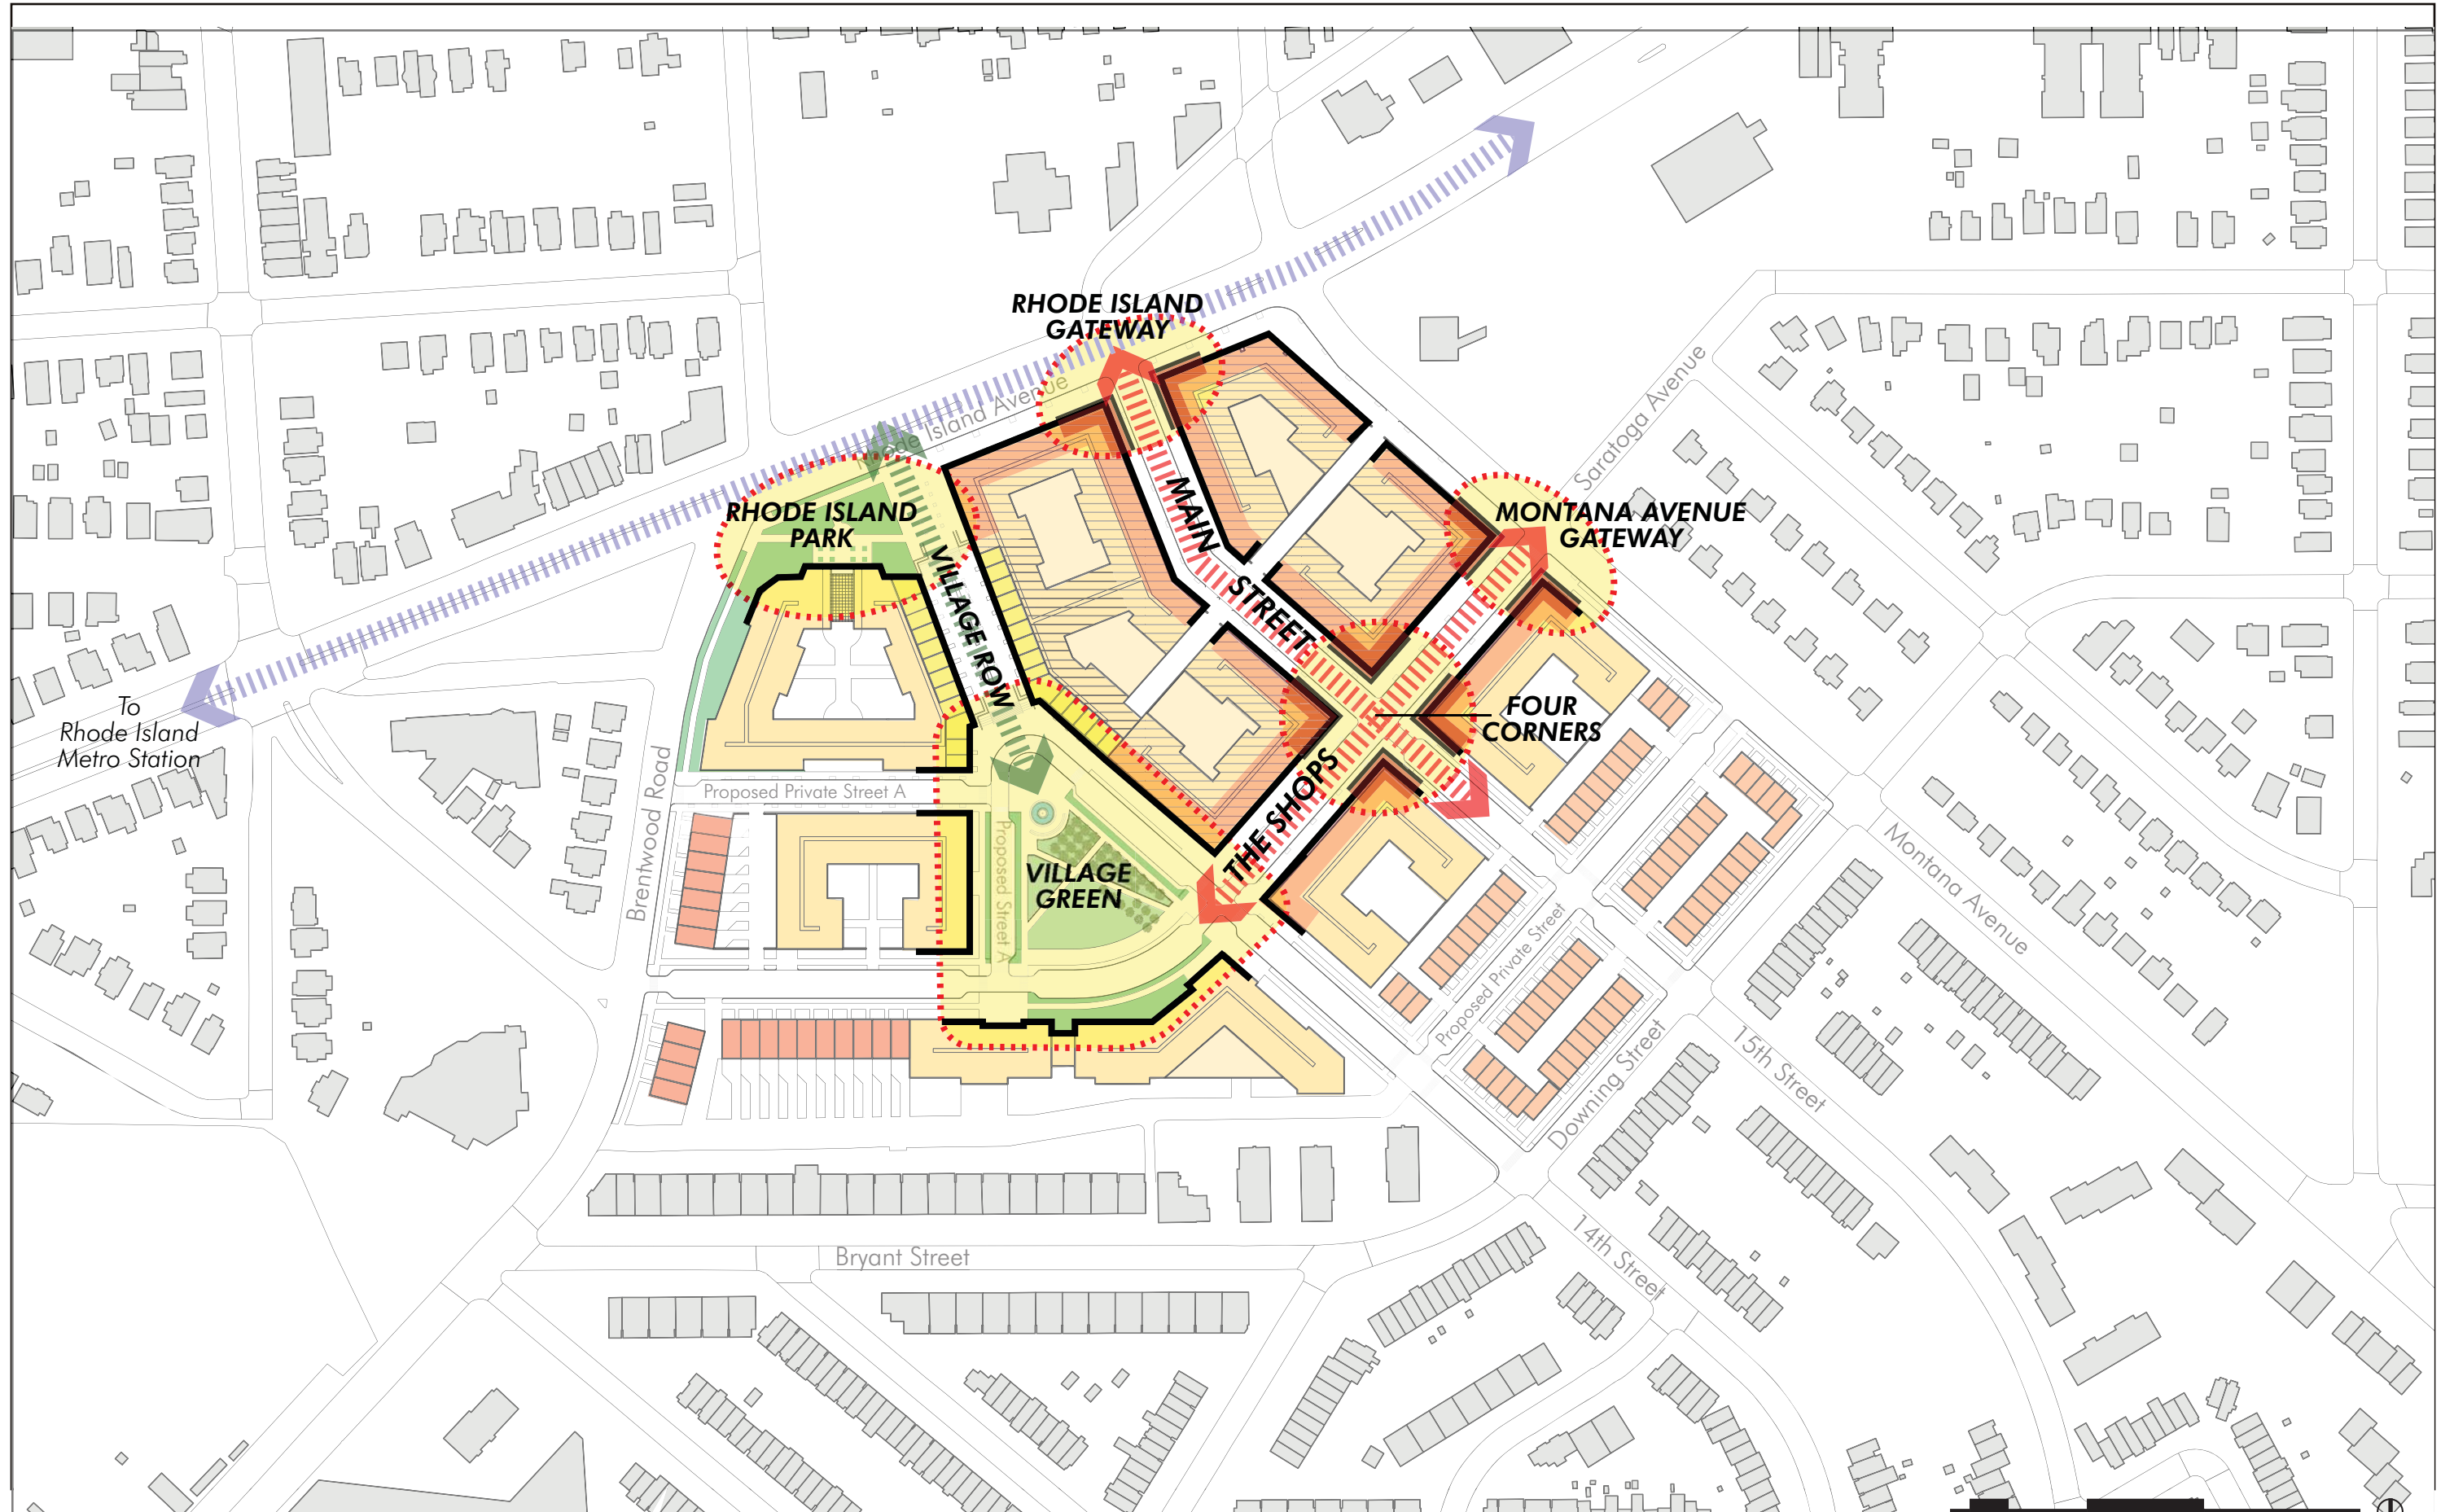 RHODE ISLAND
GATEWAY
Rhode Island Avenue
Saratoga Avenue
RHODE ISLAND
PARK
MAIN
STREET
MONTANA AVENUE
GATEWAY
VILLAGE ROW
To
Rhode Island
Metro Station
FOUR
CORNERS
Brentwood Road
Proposed Private Street A
THE SHOPS
Proposed Street A
VILLAGE
GREEN
Montana Avenue
Proposed Private Street
Downing Street
15th Street
14th Street
Bryant Street